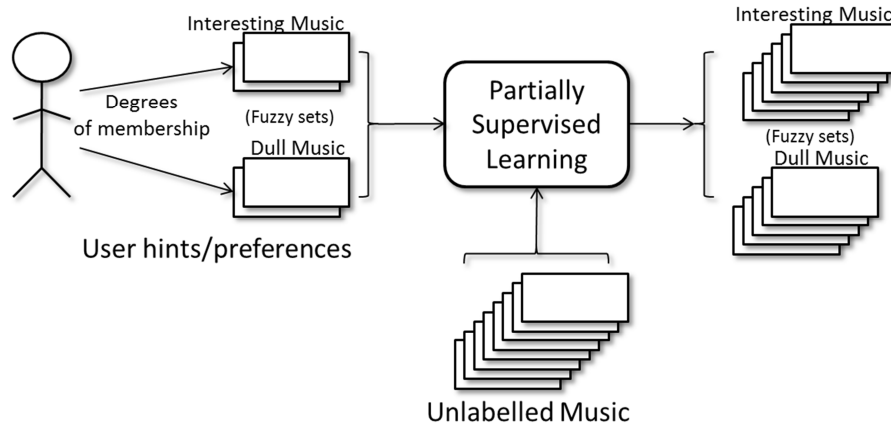 Interesting Music
Degrees
of membership
(Fuzzy sets)
Dull Music
User hints/preferences
Partially
Supervised
Learning
Unlabelled Music
Interesting Music
(Fuzzy sets)
Dull Music